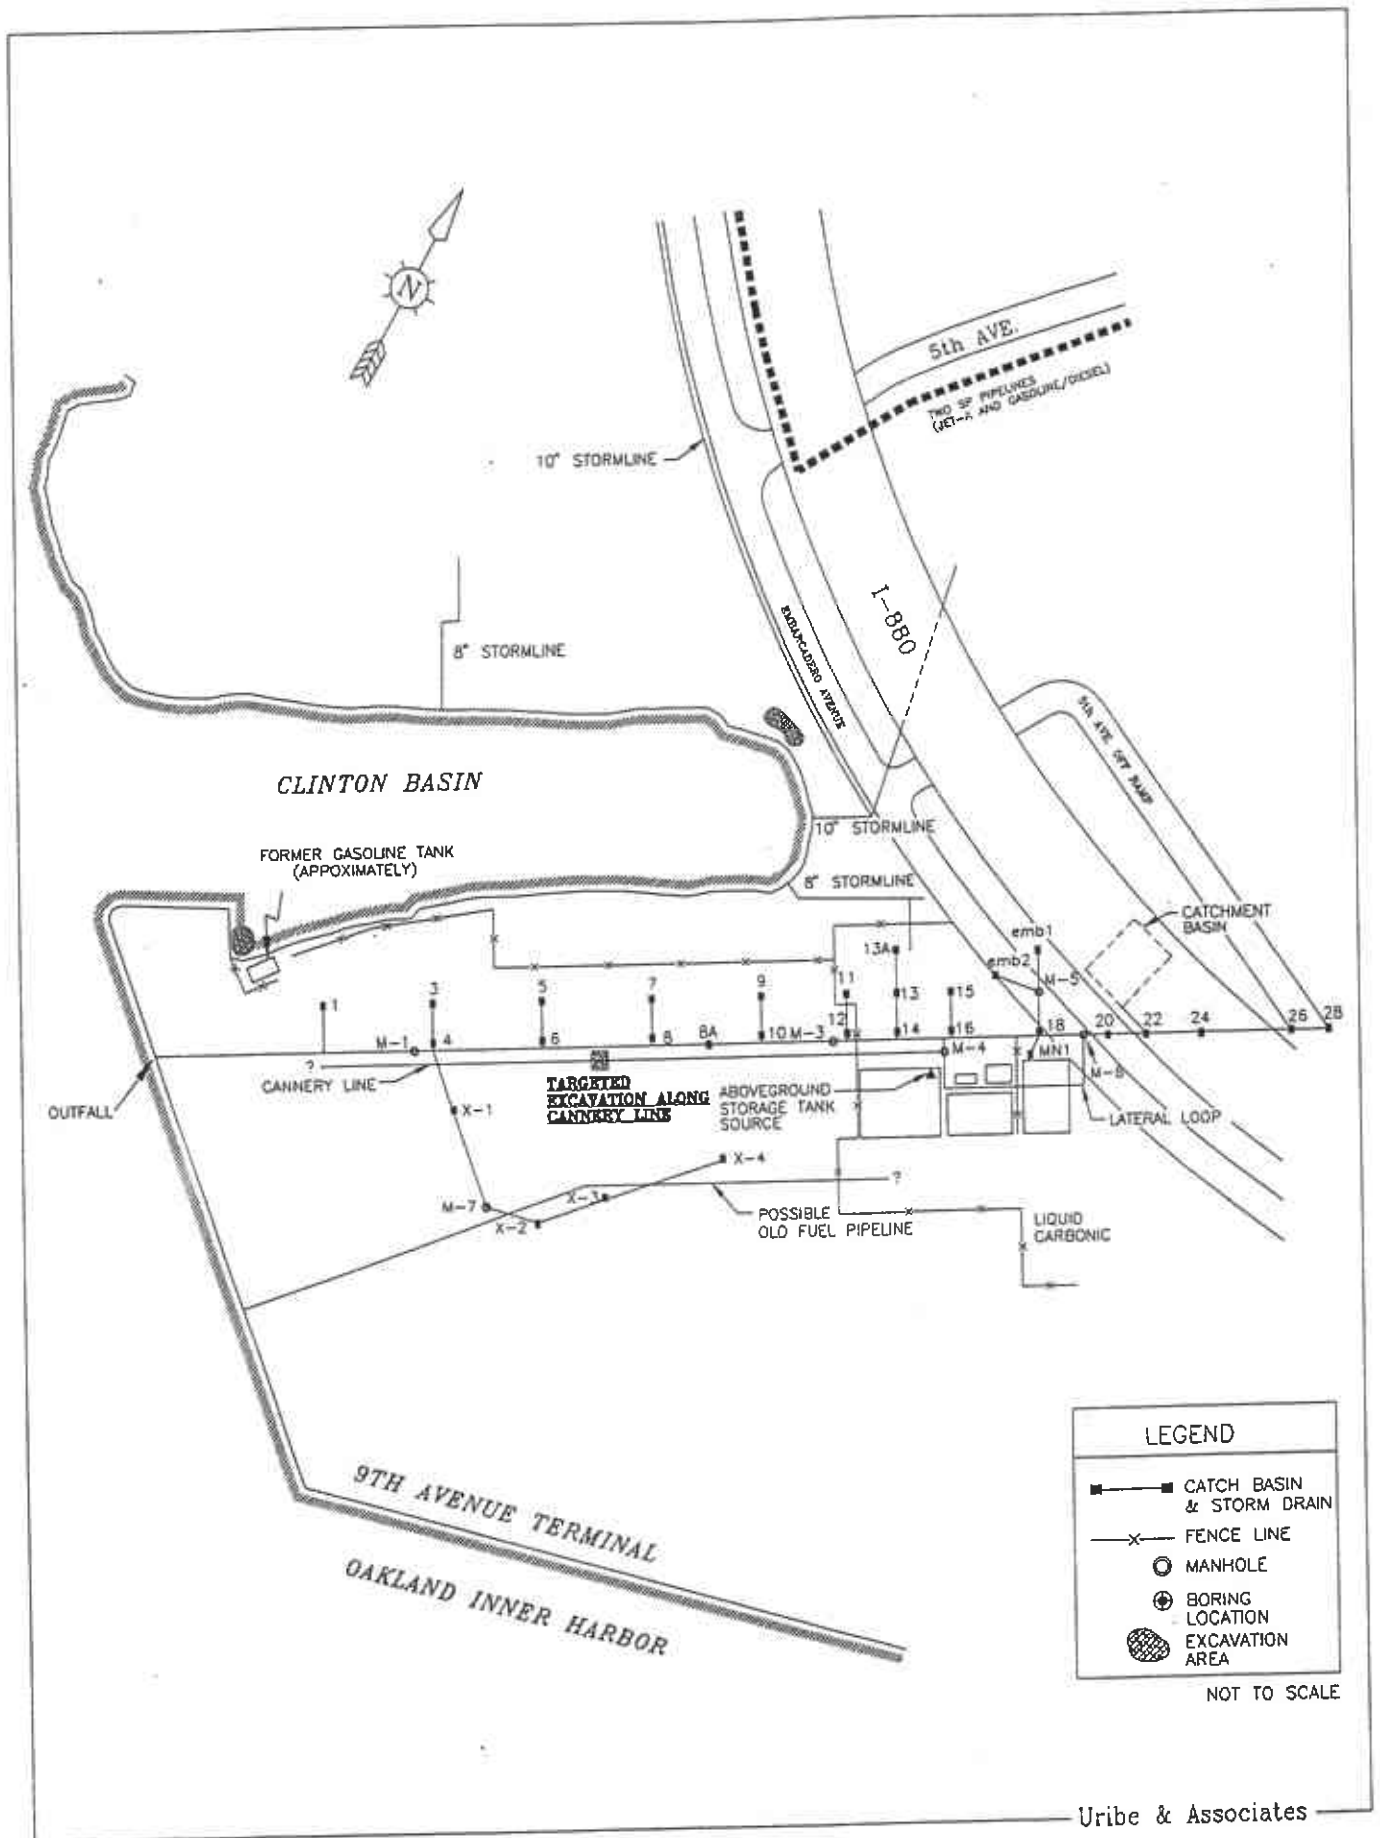 N
5th AVE.
TWO SP PIPELINES
(JET-A AND GASOLINE/DIESEL)
10" STORMLINE
I-880
EMBARCADERO AVENUE
8" STORMLINE
5th AVE OFF RAMP
CLINTON BASIN
10" STORMLINE
FORMER GASOLINE TANK
(APPOXIMATELY)
8" STORMLINE
CATCHMENT
BASIN
emb1
13A
emb2
M-5
1
3
5
7
9
11
13
15
M-1
4
6
8
8A
10
M-3
12
14
16
18
20
22
24
26
28
?
M-4
MN1
M-6
CANNERY LINE
TARGETED
EXCAVATION ALONG
CANNERY LINE
ABOVEGROUND
STORAGE TANK
SOURCE
OUTFALL
X-1
LATERAL LOOP
X-4
?
M-7
X-3
X-2
POSSIBLE
OLD FUEL PIPELINE
LIQUID
CARBONIC
9TH AVENUE TERMINAL
OAKLAND INNER HARBOR
LEGEND
CATCH BASIN
& STORM DRAIN
FENCE LINE
MANHOLE
BORING
LOCATION
EXCAVATION
AREA
NOT TO SCALE
Uribe & Associates